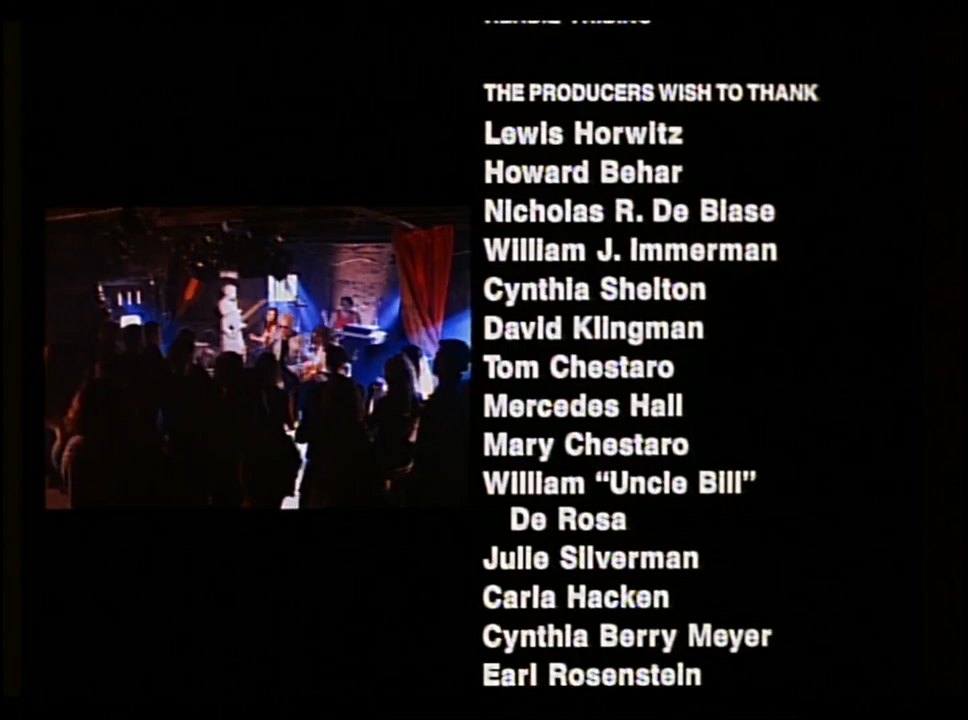 THE PRODUCERS WISH TO THANK
Lewis Horwitz
Howard Behar
Nicholas R. De Blase
William J. Immerman
Cynthia Shelton
David Klingman
Tom Chestaro
Mercedes Hall
Mary Chestaro
William “Uncle Bill”
De Rosa
Julie Silverman
Carla Hacken
Cynthia Berry Meyer
Earl Rosenstein